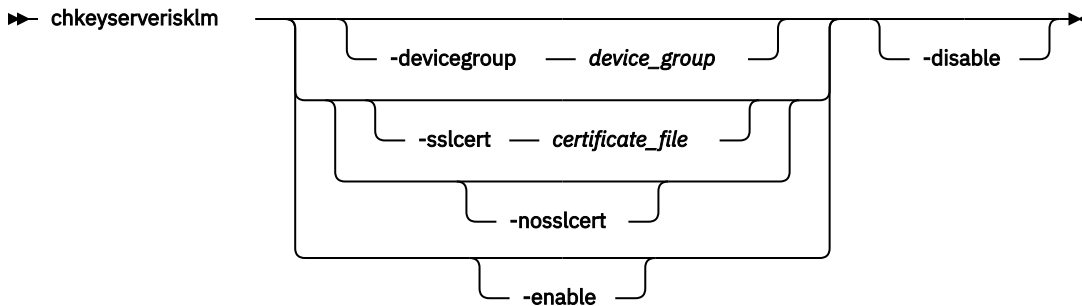 chkeyserverisklm
-devicegroup device_group
-disable
-sslcert certificate_file
-nosslcert
-enable